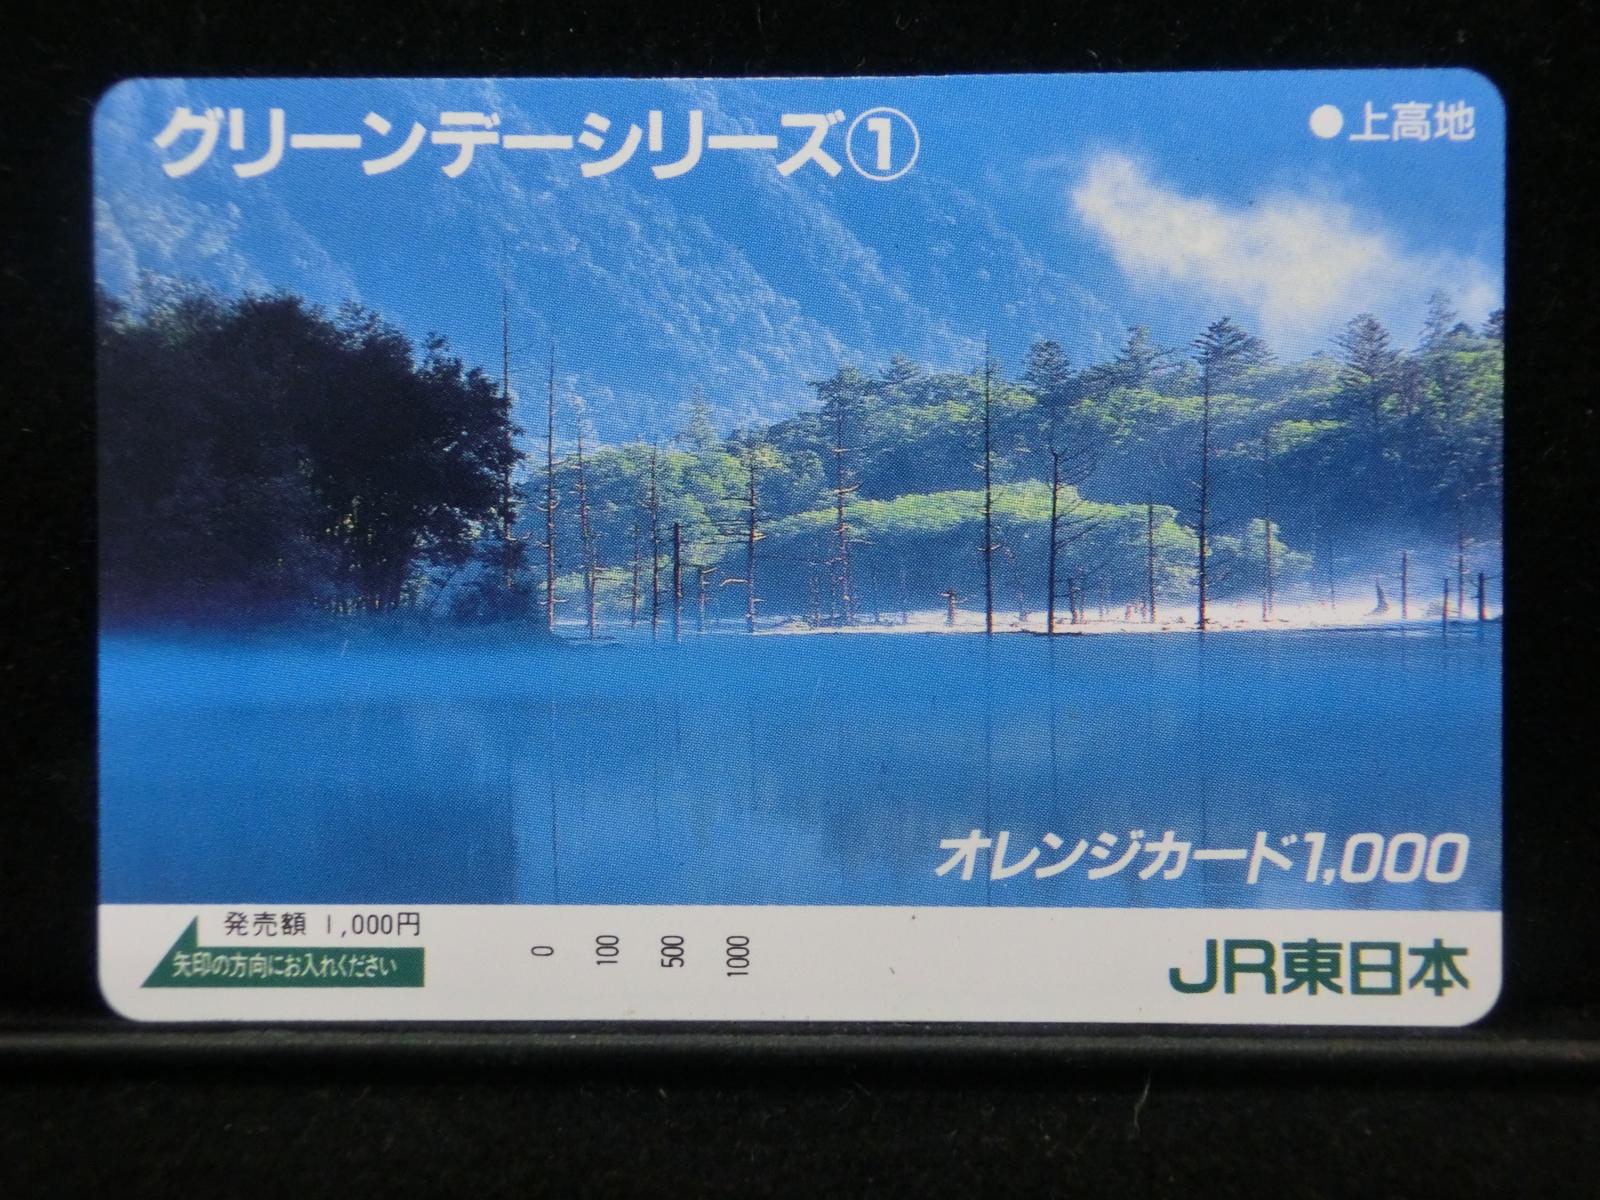 グリーンデーシリーズ①
●上高地
オレンジカード1,000
発売額 1,000円
矢印の方向にお入れください
0 100 500 1000
JR東日本